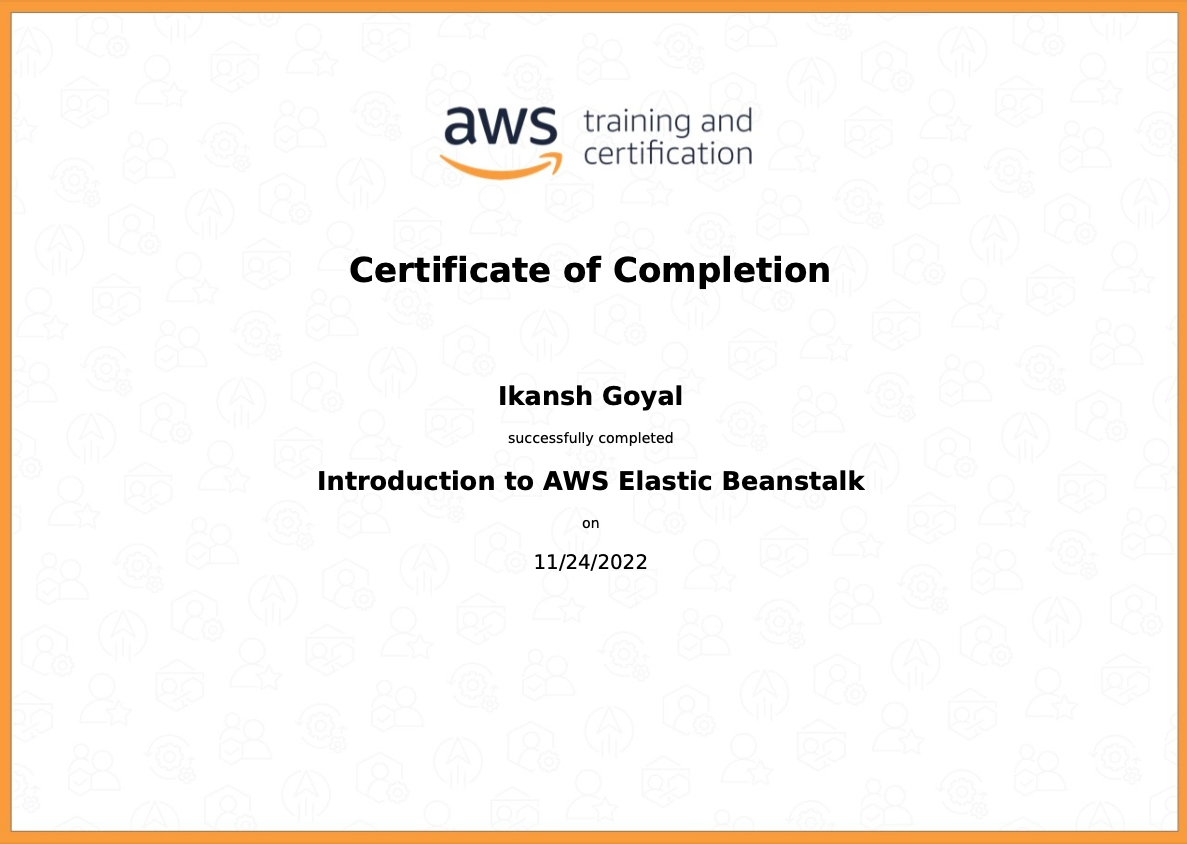 aws training and
certification
Certificate of Completion
Ikansh Goyal
successfully completed
Introduction to AWS Elastic Beanstalk
on
11/24/2022